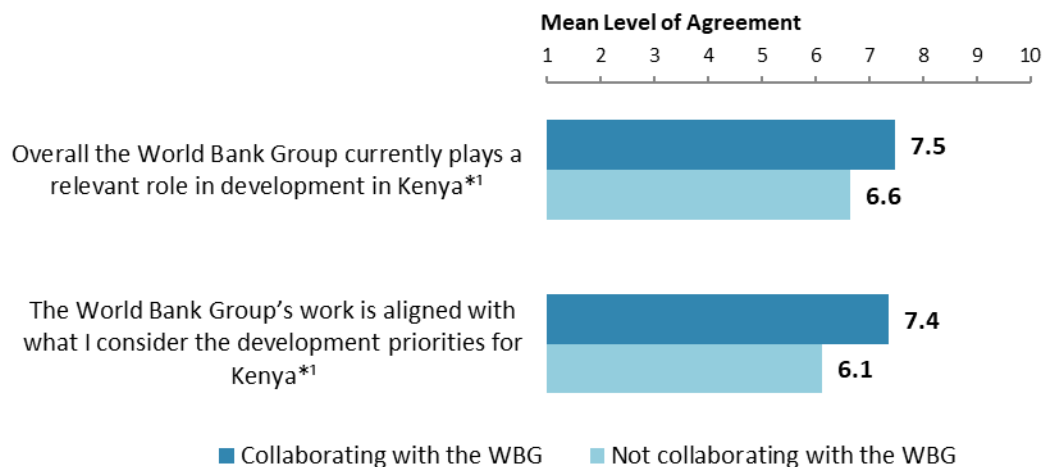 Mean Level of Agreement
1 2 3 4 5 6 7 8 9 10
Overall the World Bank Group currently plays a
relevant role in development in Kenya*¹
7.5
6.6
The World Bank Group’s work is aligned with
what I consider the development priorities for
Kenya*¹
7.4
6.1
Collaborating with the WBG Not collaborating with the WBG